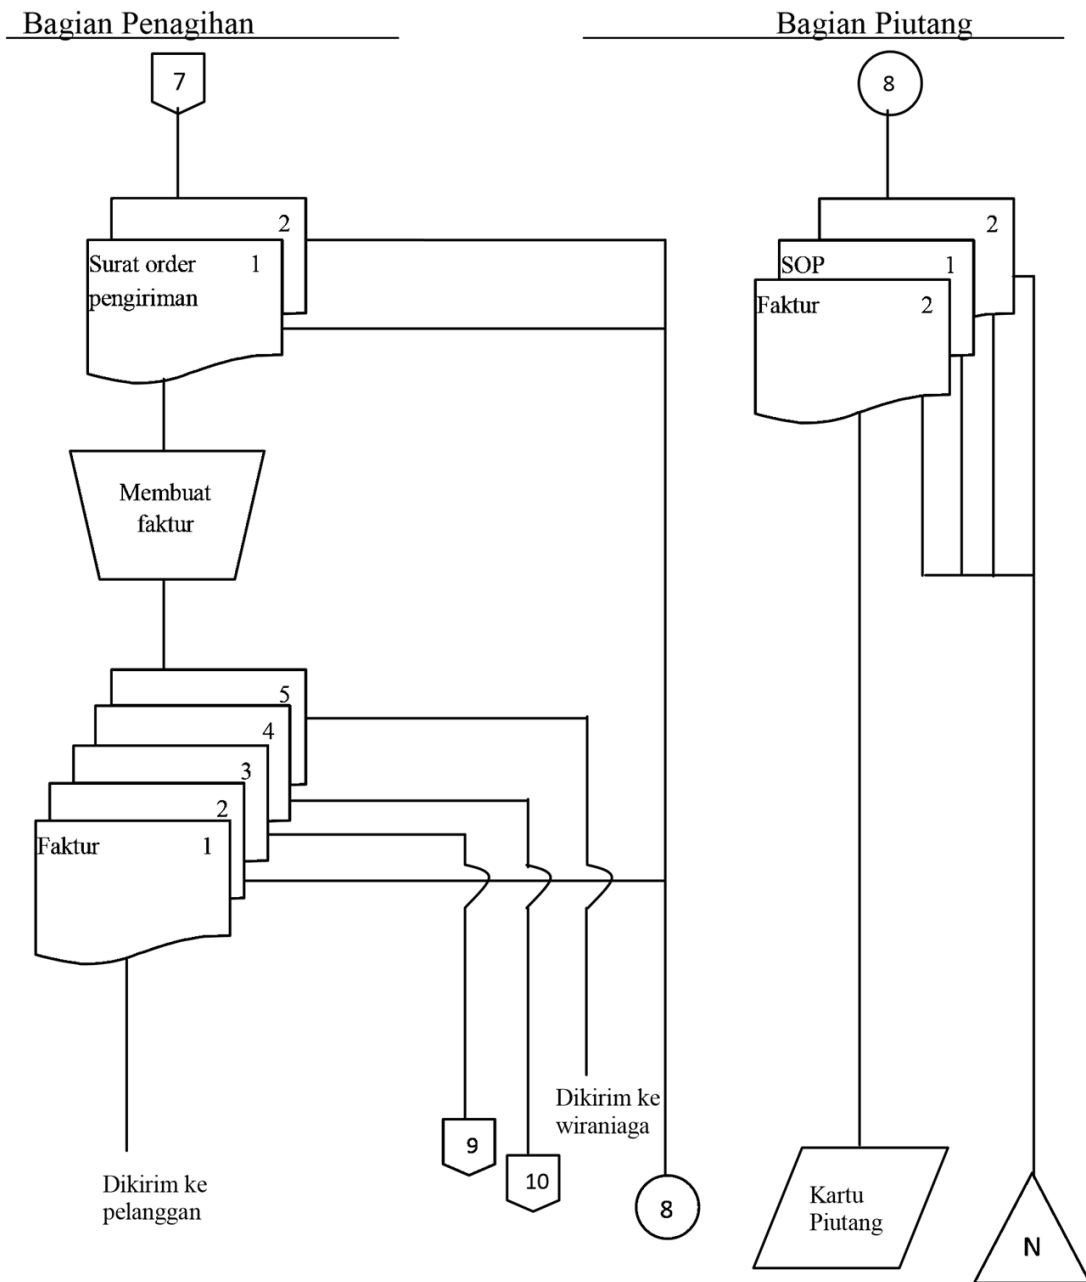 Bagian Penagihan
7
2
Surat order 1
pengiriman
Membuat
faktur
5
4
3
2
Faktur 1
Dikirim ke
pelanggan
9
10
Dikirim ke
wiraniaga
8
Bagian Piutang
8
2
SOP 1
Faktur 2
Kartu
Piutang
N